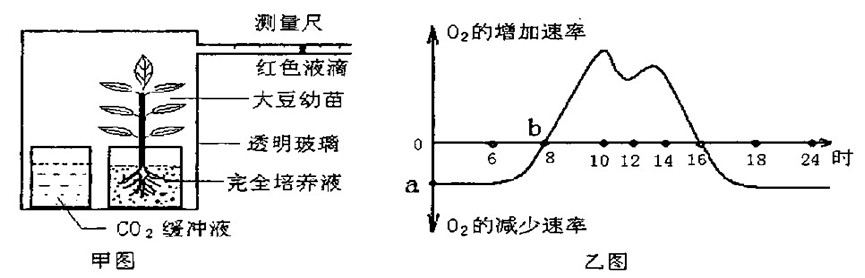 测量尺
红色液滴
大豆幼苗
透明玻璃
完全培养液
CO₂缓冲液
甲图
O₂的增加速率
0
b
a
6 8 10 12 14 16 18 24 时
O₂的减少速率
乙图